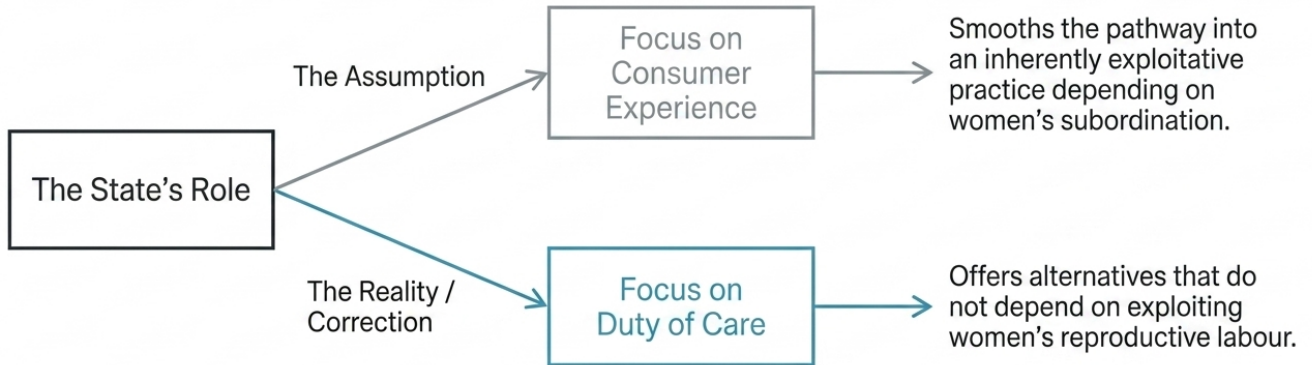 The State’s Role
The Assumption
Focus on
Consumer
Experience
Smooths the pathway into
an inherently exploitative
practice depending on
women’s subordination.
The Reality /
Correction
Focus on
Duty of Care
Offers alternatives that do
not depend on exploiting
women’s reproductive labour.